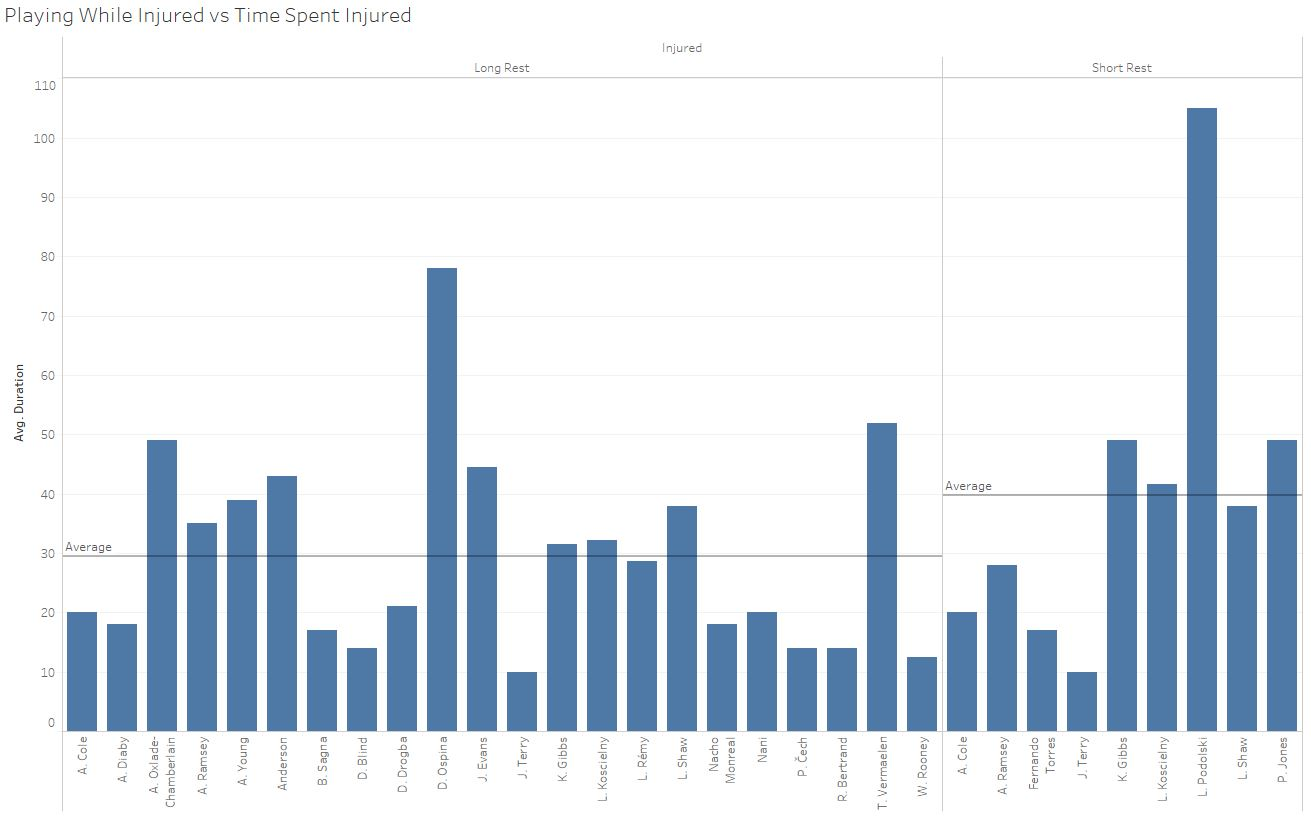 Playing While Injured vs Time Spent Injured
Injured
Long Rest
Short Rest
110
100
90
80
70
60
50
40
30
20
10
0
Avg. Duration
Average
Average
A. Cole
A. Diaby
A. Oxlade-
Chamberlain
A. Ramsey
A. Young
Anderson
B. Sagna
D. Blind
D. Drogba
D. Ospina
J. Evans
J. Terry
K. Gibbs
L. Koscielny
L. Rémy
L. Shaw
Nacho
Monreal
Nani
P. Čech
R. Bertrand
T. Vermaelen
W. Rooney
A. Cole
A. Ramsey
Fernando
Torres
J. Terry
K. Gibbs
L. Koscielny
L. Podolski
L. Shaw
P. Jones